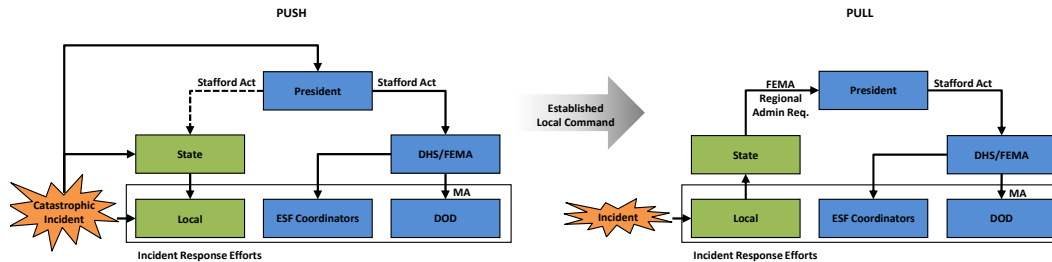 PUSH
Stafford Act
Stafford Act
President
State
DHS/FEMA
MA
Catastrophic
Incident
Local
ESF Coordinators
DOD
Incident Response Efforts
Established
Local Command
PULL
FEMA
Regional
Admin Req.
President
Stafford Act
State
DHS/FEMA
MA
Incident
Local
ESF Coordinators
DOD
Incident Response Efforts